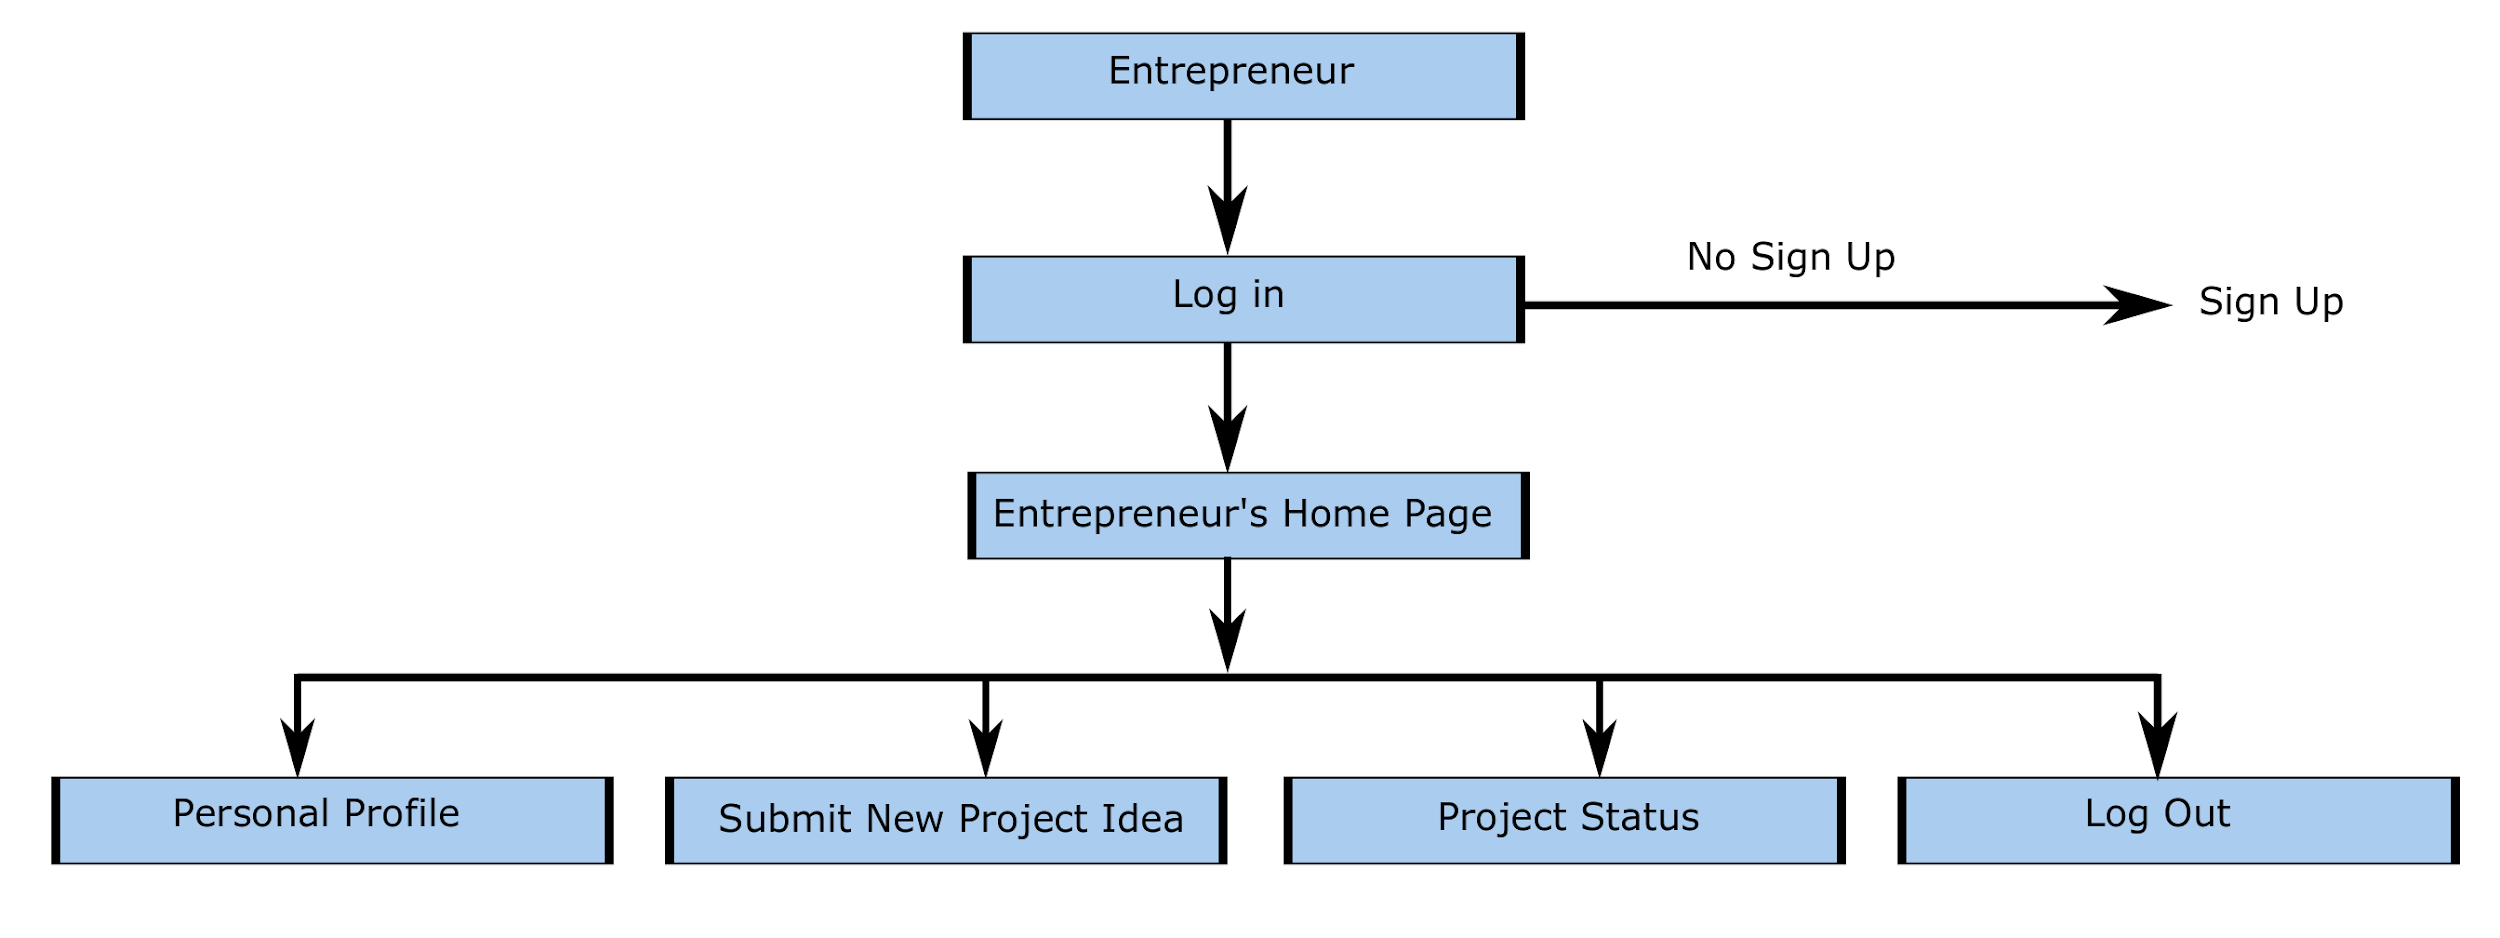 Entrepreneur
No Sign Up
Log in
Sign Up
Entrepreneur's Home Page
Personal Profile
Submit New Project Idea
Project Status
Log Out